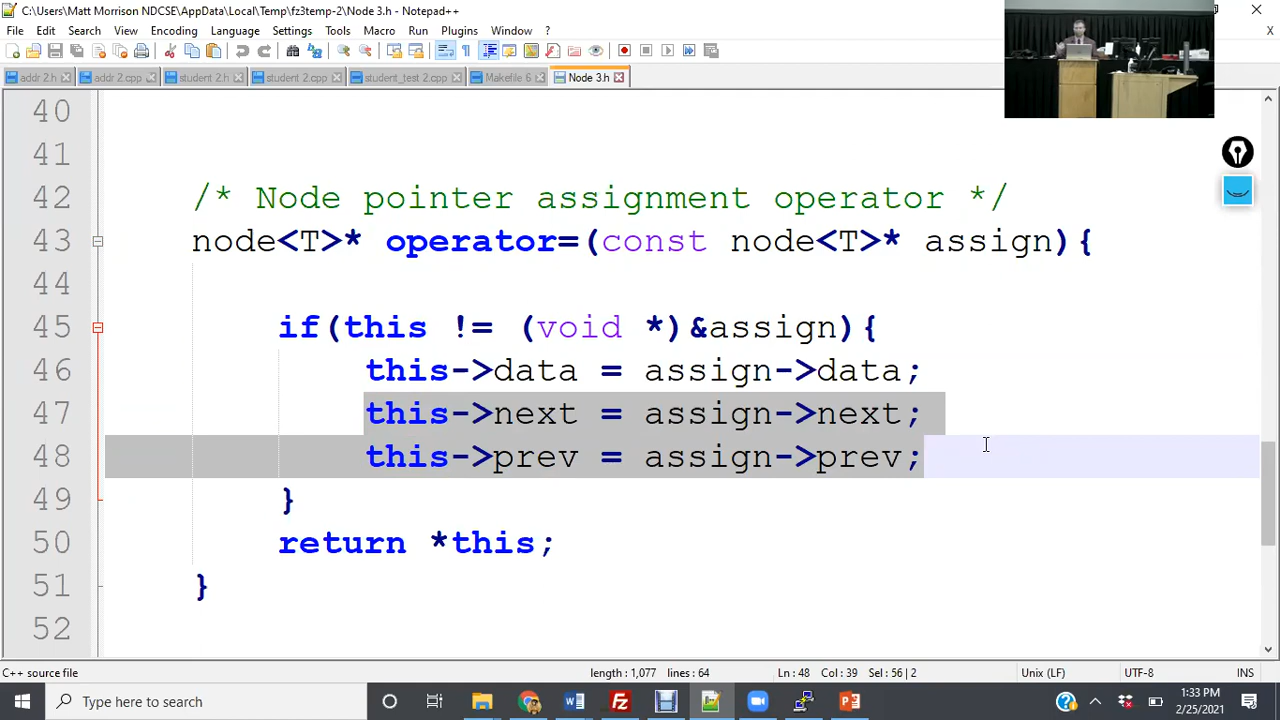 C:\Users\Matt Morrison NDCSE\AppData\Local\Temp\fz3temp-2\Node 3.h - Notepad++
File Edit Search View Encoding Language Settings Tools Macro Run Plugins Window ? X
addr 2.h addr 2.cpp student 2.h student 2.cpp student_test 2.cpp Makefile 6 Node 3.h
40
41
42 /* Node pointer assignment operator */
43 node<T>* operator=(const node<T>* assign){
44
45 if(this != (void *)&assign){
46 this->data = assign->data;
47 this->next = assign->next;
48 this->prev = assign->prev;
49 }
50 return *this;
51 }
52
C++ source file length : 1,077 lines : 64 Ln : 48 Col : 39 Sel : 56 | 2 Unix (LF) UTF-8 INS
Type here to search
1:33 PM
2/25/2021